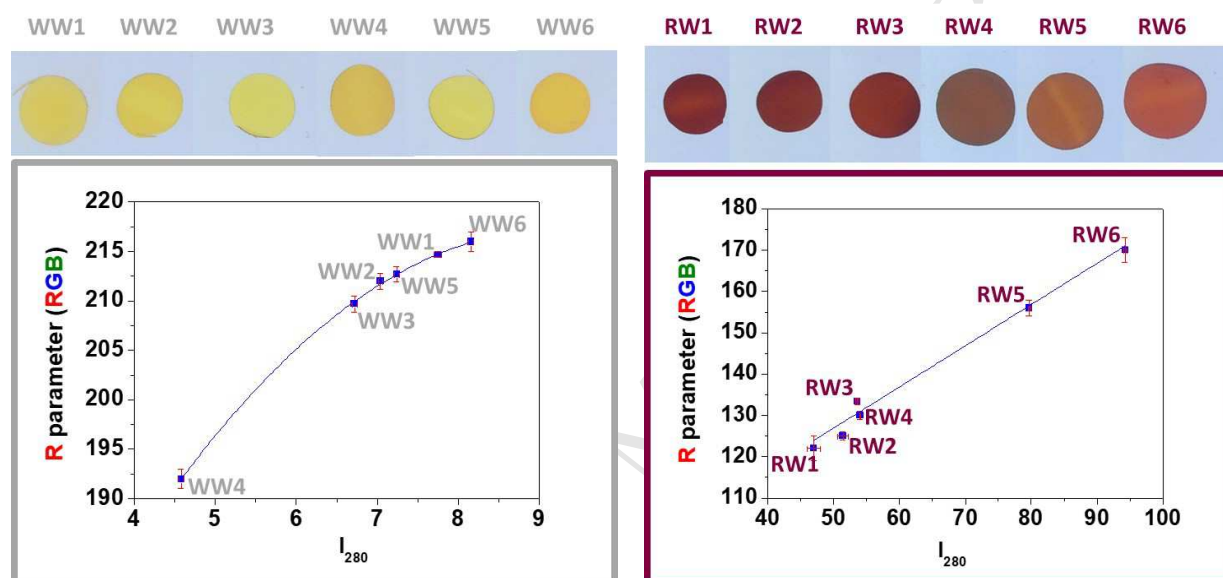 WW1 WW2 WW3 WW4 WW5 WW6
220
215
210
205
200
195
190
R parameter (RGB)
WW6
WW1
WW2
WW5
WW3
WW4
4 5 6 7 8 9
I280
RW1 RW2 RW3 RW4 RW5 RW6
180
170
160
150
140
130
120
110
R parameter (RGB)
RW6
RW5
RW3
RW4
RW2
RW1
40 50 60 70 80 90 100
I280